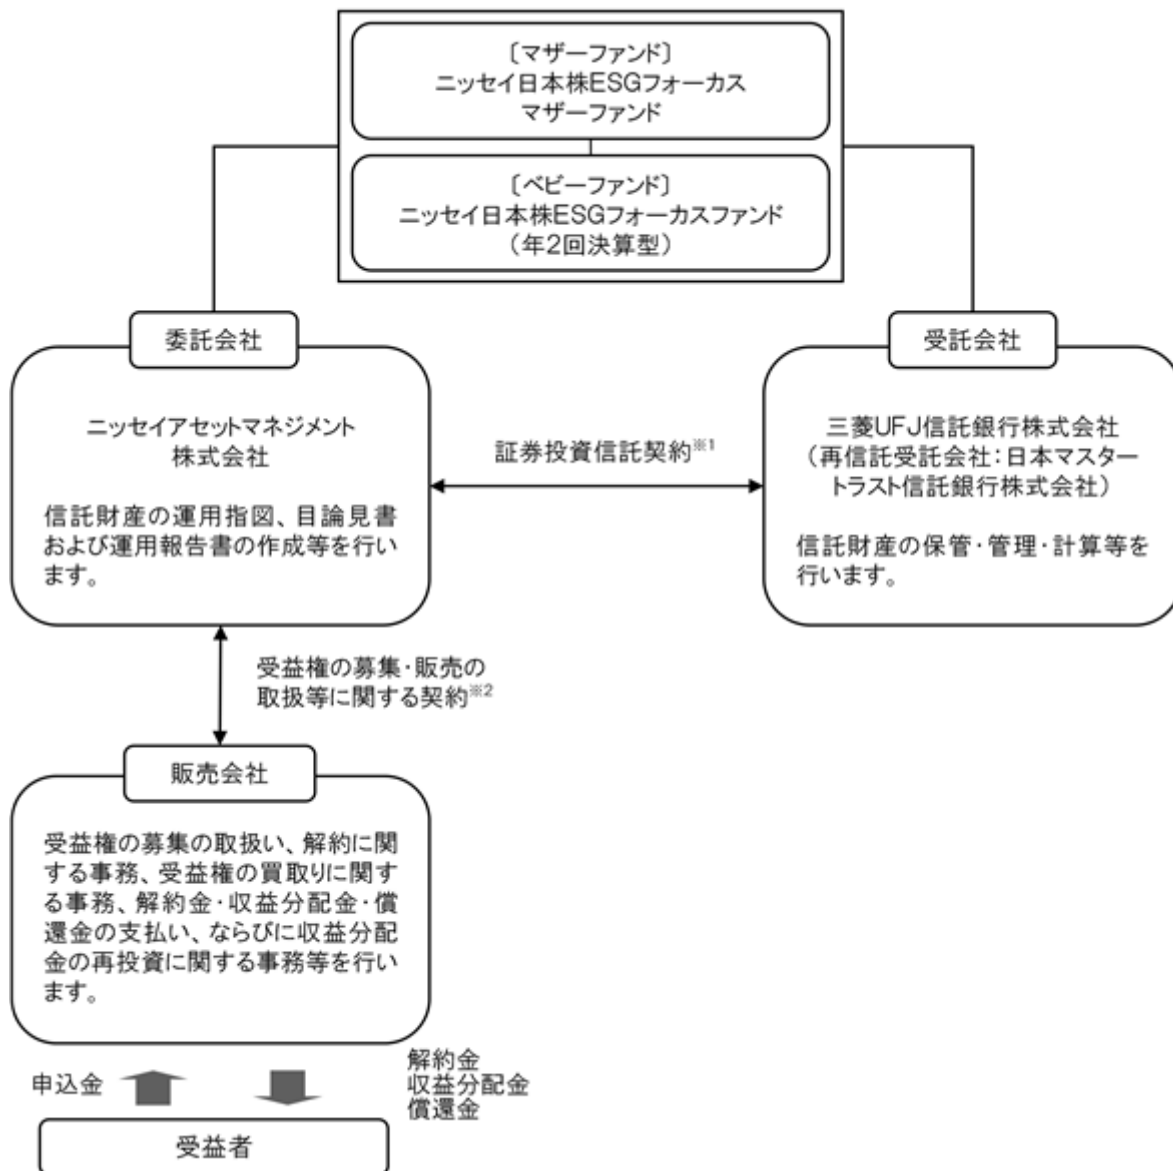 〔マザーファンド〕
ニッセイ日本株ESGフォーカス
マザーファンド
〔ベビーファンド〕
ニッセイ日本株ESGフォーカスファンド
（年2回決算型）
委託会社
ニッセイアセットマネジメント
株式会社
信託財産の運用指図、目論見書
および運用報告書の作成等を行い
ます。
証券投資信託契約※1
受託会社
三菱UFJ信託銀行株式会社
（再信託受託会社：日本マスター
トラスト信託銀行株式会社）
信託財産の保管・管理・計算等を
行います。
受益権の募集・販売の
取扱等に関する契約※2
販売会社
受益権の募集の取扱い、解約に関
する事務、受益権の買取りに関す
る事務、解約金・収益分配金・償
還金の支払い、ならびに収益分配
金の再投資に関する事務等を行い
ます。
申込金
解約金
収益分配金
償還金
受益者